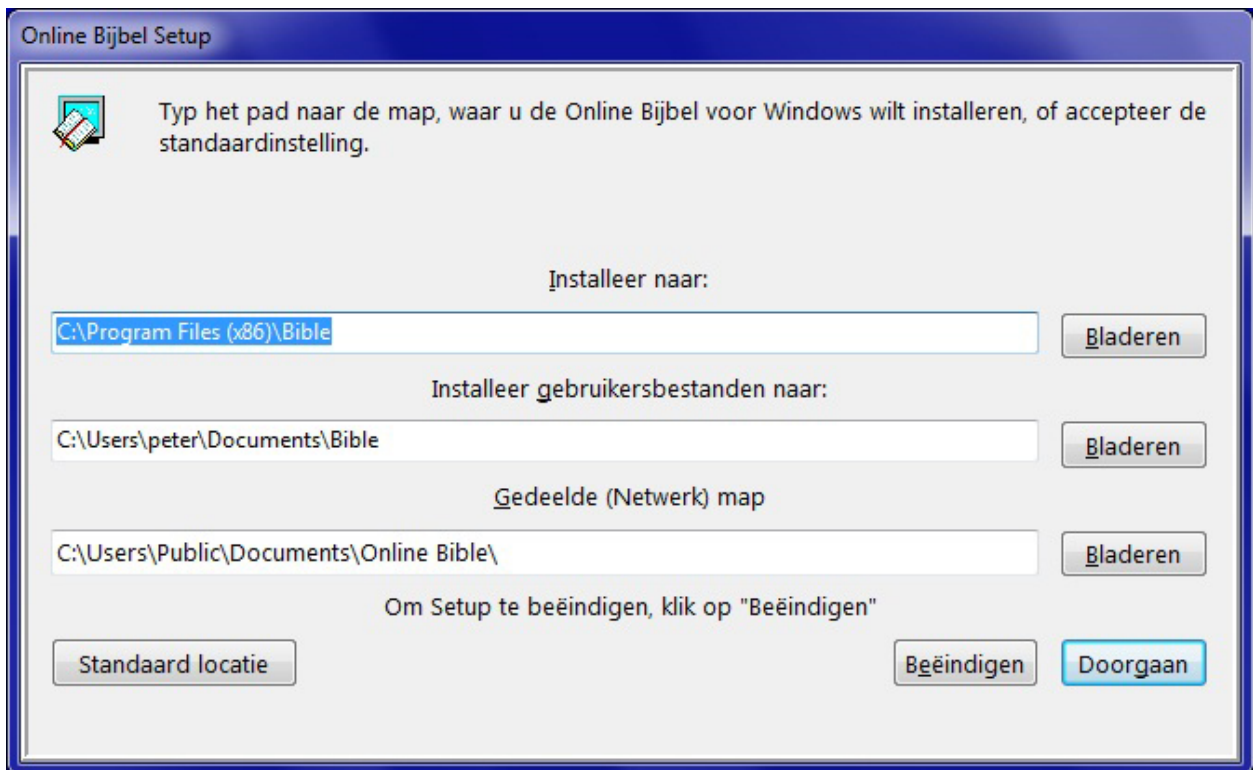 Online Bijbel Setup
Typ het pad naar de map, waar u de Online Bijbel voor Windows wilt installeren, of accepteer de
standaardinstelling.
Installeer naar:
C:\Program Files (x86)\Bible
Bladeren
Installeer gebruikersbestanden naar:
C:\Users\peter\Documents\Bible
Bladeren
Gedeelde (Netwerk) map
C:\Users\Public\Documents\Online Bible\
Bladeren
Om Setup te beëindigen, klik op "Beëindigen"
Standaard locatie
Beëindigen
Doorgaan